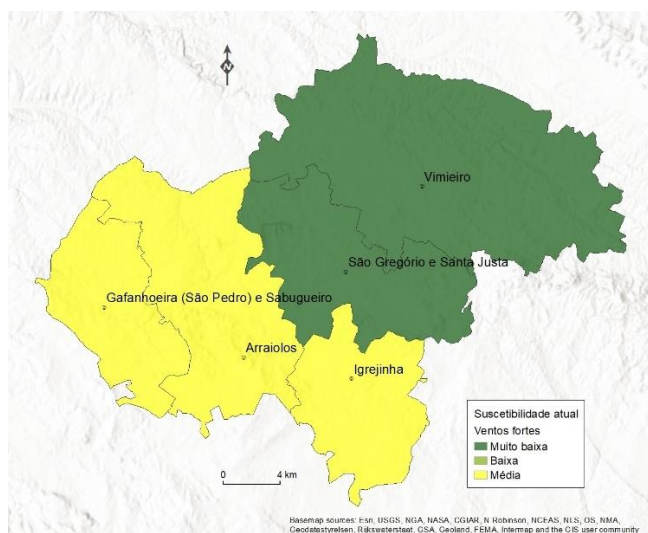 N
Vimieiro
São Gregório e Santa Justa
Gafanhoeira (São Pedro) e Sabugueiro
Arraiolos
Igrejinha
Suscetibilidade atual
Ventos fortes
Muito baixa
Baixa
Média
0 4 km
Basemap sources: Esri, USGS, NGA, NASA, CGIAR, N Robinson, NCEAS, NLS, OS, NMA,
Geodatastyrelsen, Rijkswaterstaat, GSA, Geoland, FEMA, Intermap and the GIS user community